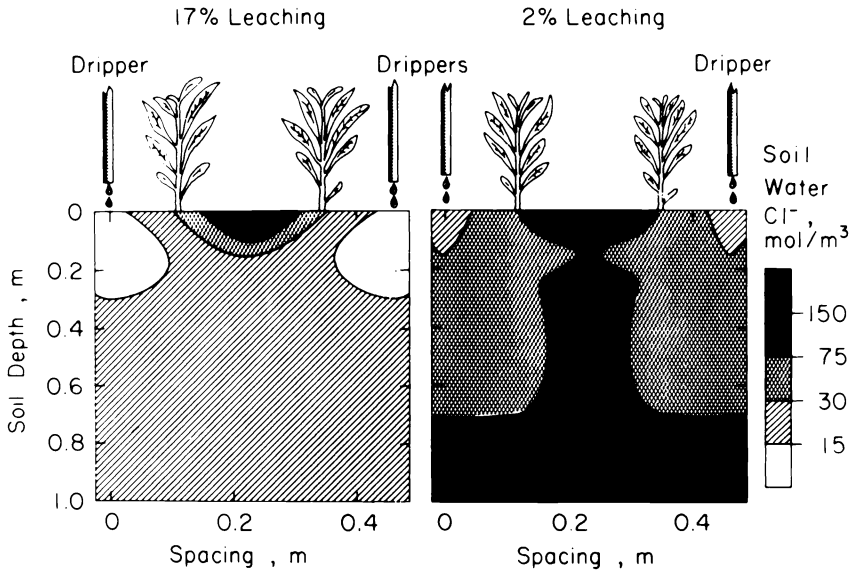 17% Leaching
2% Leaching
Dripper
Drippers
Dripper
Soil
Water
Cl⁻,
mol/m³
150
75
30
15
Soil Depth , m
0
0.2
0.4
0.6
0.8
1.0
0
0.2
0.4
Spacing , m
0
0.2
0.4
Spacing , m